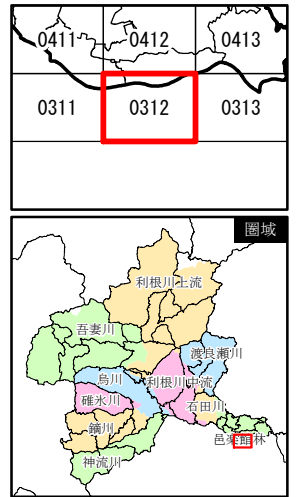 0411 0412 0413
0311 0312 0313
圏域
利根川上流
吾妻川
渡良瀬川
烏川 利根川中流
碓氷川
石田川
鏑川
邑楽館林
神流川